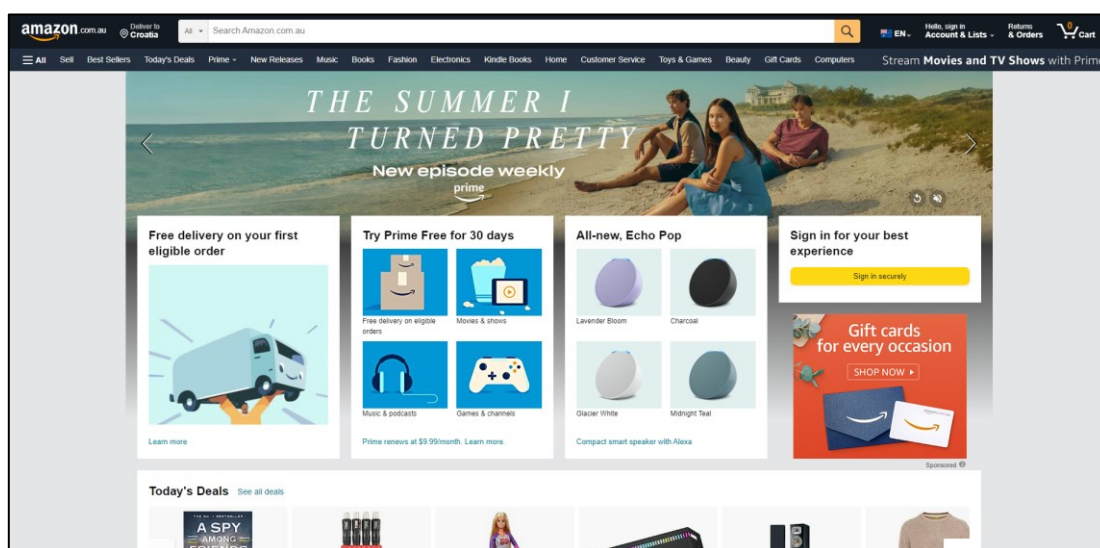 amazon.com.au
Deliver to
Croatia
All
Search Amazon.com.au
EN
Hello, sign in
Account & Lists
Returns
& Orders
0
Cart
All
Sell
Best Sellers
Today's Deals
Prime
New Releases
Music
Books
Fashion
Electronics
Kindle Books
Home
Customer Service
Toys & Games
Beauty
Gift Cards
Computers
Stream Movies and TV Shows with Prime
THE SUMMER I
TURNED PRETTY
New episode weekly
prime
Free delivery on your first
eligible order
Learn more
Try Prime Free for 30 days
Free delivery on eligible
orders
Movies & shows
Music & podcasts
Games & channels
Prime renews at $9.99/month. Learn more.
All-new, Echo Pop
Lavender Bloom
Charcoal
Glacier White
Midnight Teal
Compact smart speaker with Alexa
Sign in for your best
experience
Sign in securely
Gift cards
for every occasion
SHOP NOW
Sponsored
Today's Deals
See all deals
A SPY
AMONG
FRIENDS